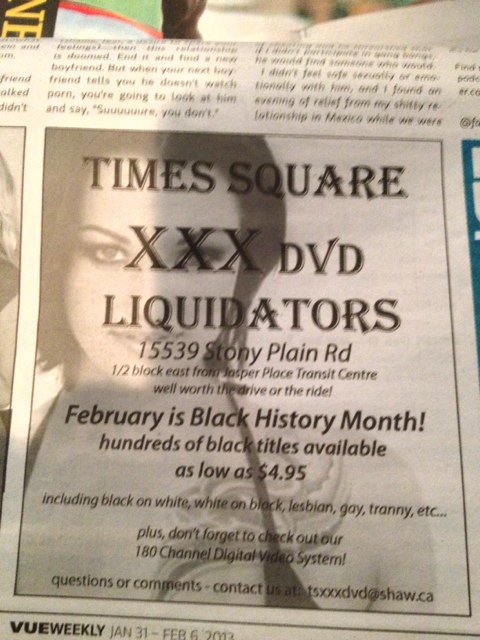 is doomed. End it and find a new
boyfriend. But when your next boy-
friend tells you he doesn't watch
porn, you're going to look at him
and say, "Suuuuuure, you don't."
he would find someone who would.
I didn't feel safe sexually or emo-
tionally with him, and I found an
evening of relief from my shitty re-
lationship in Mexico while we were
TIMES SQUARE
XXX DVD
LIQUIDATORS
15539 Stony Plain Rd
1/2 block east from Jasper Place Transit Centre
well worth the drive or the ride!
February is Black History Month!
hundreds of black titles available
as low as $4.95
including black on white, white on black, lesbian, gay, tranny, etc...
plus, don't forget to check out our
180 Channel Digital Video System!
questions or comments - contact us at: tsxxxdvd@shaw.ca
VUEWEEKLY JAN 31 – FEB 6, 2013